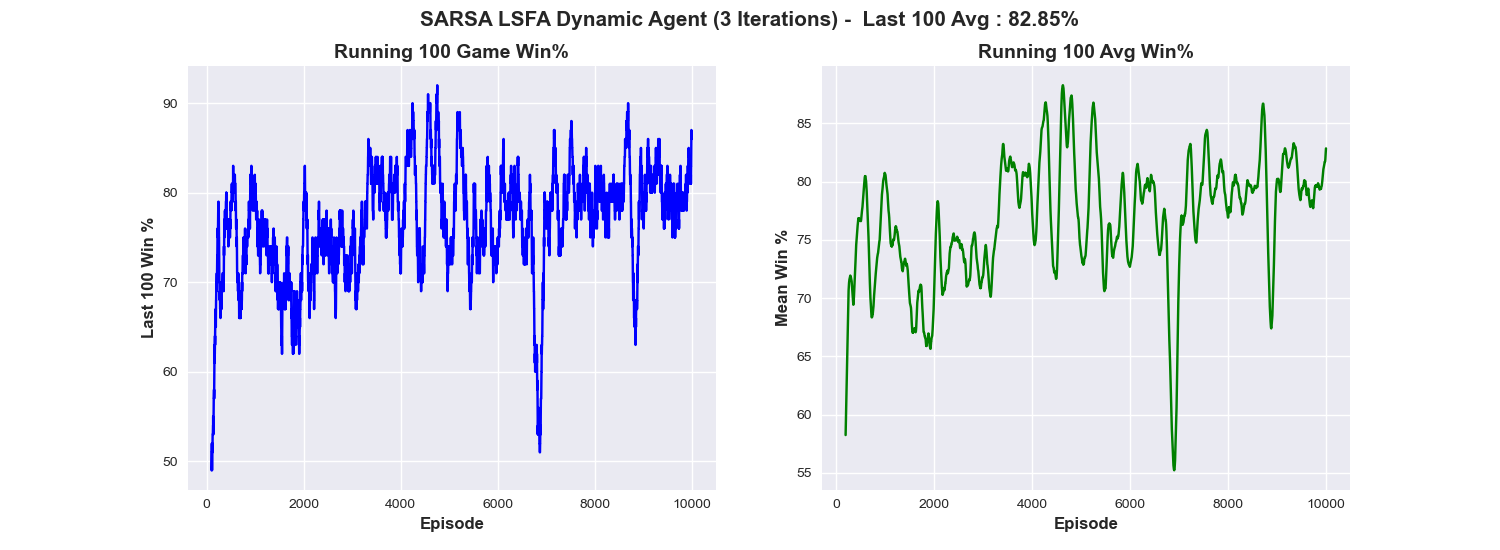 SARSA LSFA Dynamic Agent (3 Iterations) -  Last 100 Avg : 82.85%
Running 100 Game Win%
Last 100 Win %
90
80
70
60
50
0 2000 4000 6000 8000 10000
Episode
Running 100 Avg Win%
Mean Win %
85
80
75
70
65
60
55
0 2000 4000 6000 8000 10000
Episode